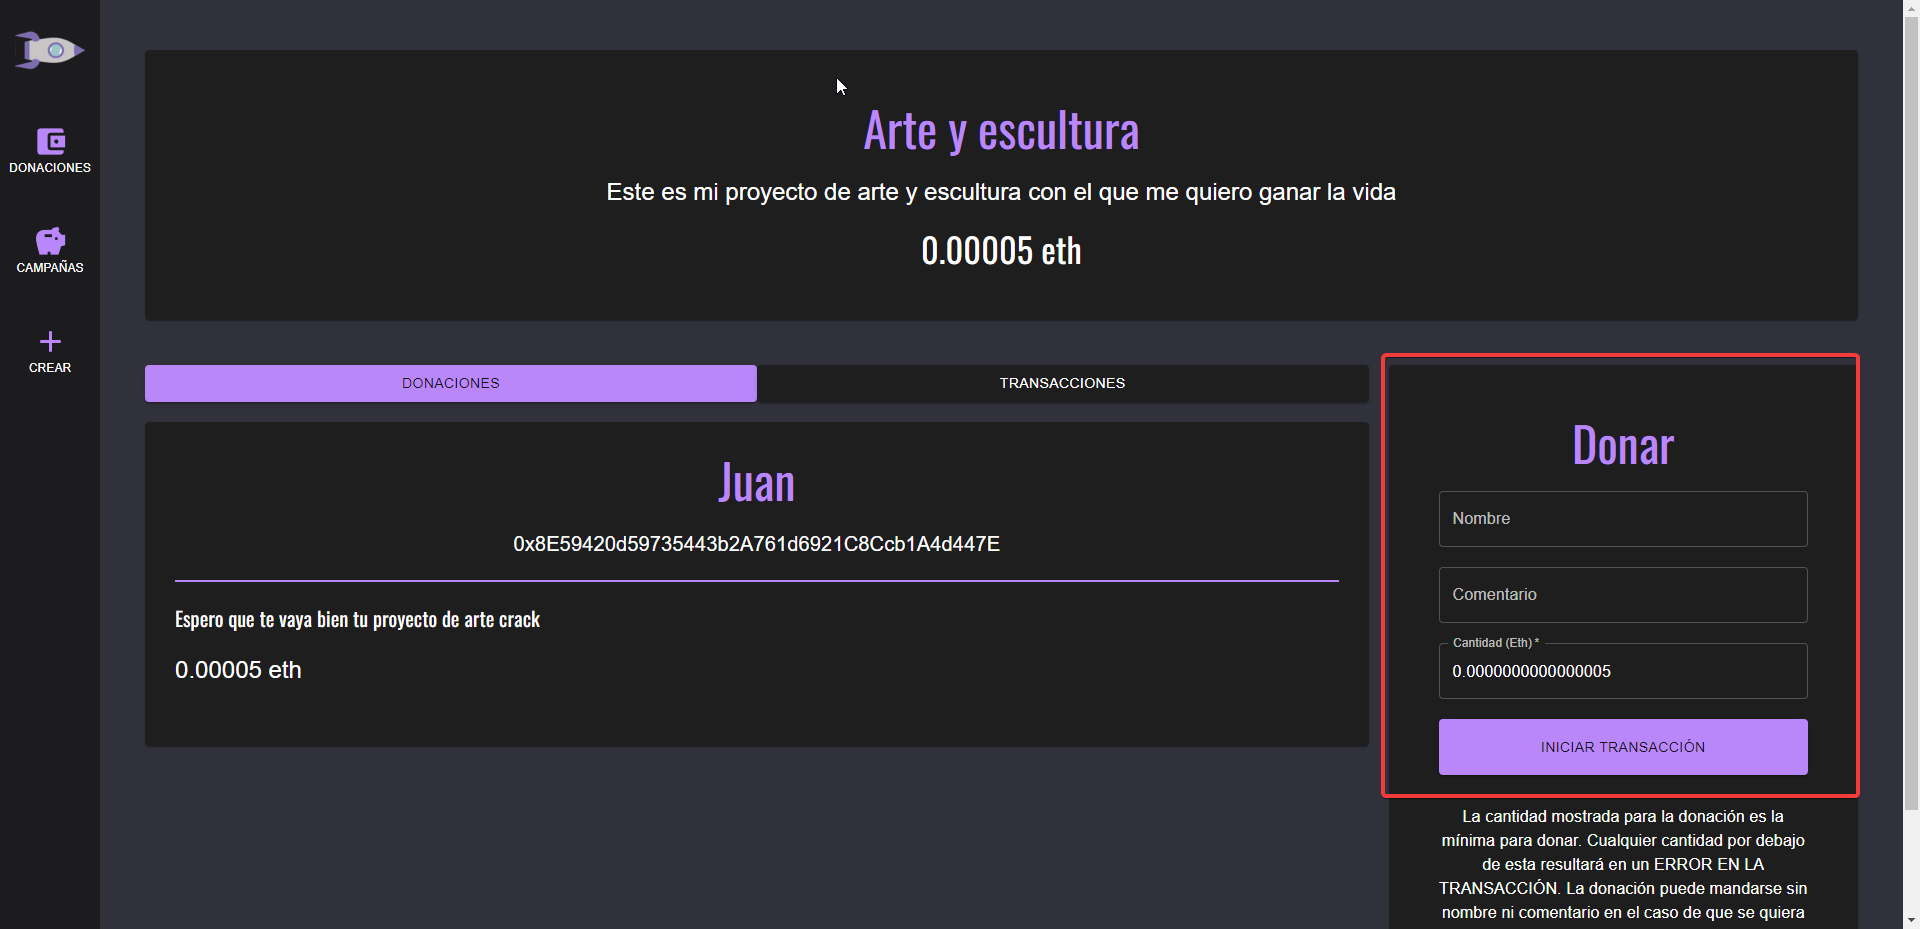 DONACIONES
CAMPAÑAS
CREAR
Arte y escultura
Este es mi proyecto de arte y escultura con el que me quiero ganar la vida
0.00005 eth
DONACIONES
TRANSACCIONES
Juan
0x8E59420d59735443b2A761d6921C8Ccb1A4d447E
Espero que te vaya bien tu proyecto de arte crack
0.00005 eth
Donar
Nombre
Comentario
Cantidad (Eth) *
0.0000000000000005
INICIAR TRANSACCIÓN
La cantidad mostrada para la donación es la
mínima para donar. Cualquier cantidad por debajo
de esta resultará en un ERROR EN LA
TRANSACCIÓN. La donación puede mandarse sin
nombre ni comentario en el caso de que se quiera